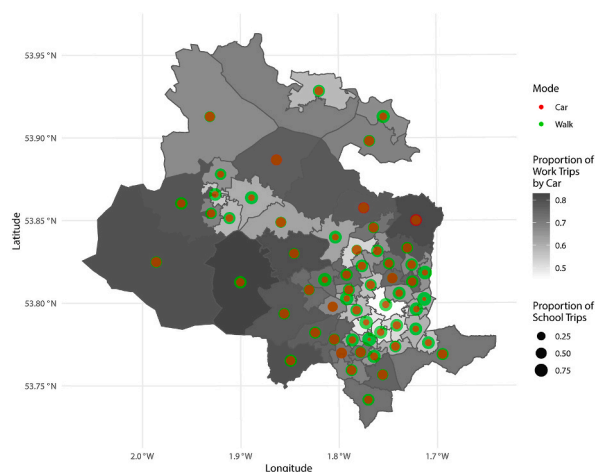 53.95°N
53.90°N
53.85°N
53.80°N
53.75°N
Latitude
2.0°W
1.9°W
1.8°W
1.7°W
Longitude
Mode
Car
Walk
Proportion of
Work Trips
by Car
0.8
0.7
0.6
0.5
Proportion of
School Trips
0.25
0.50
0.75